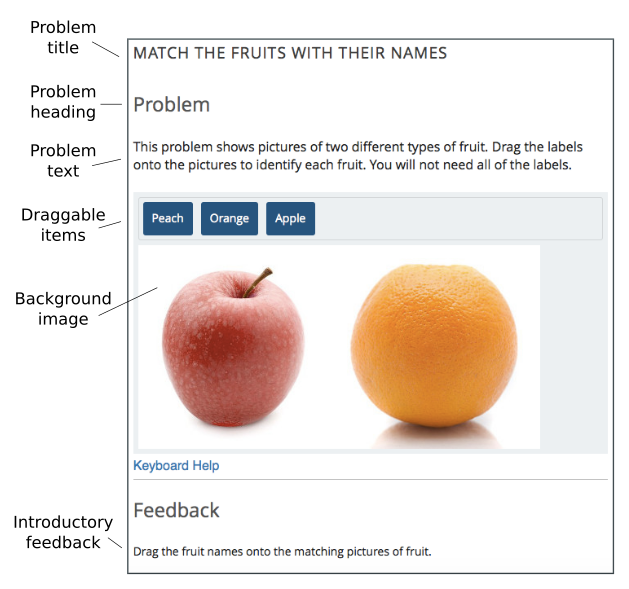 Problem
title
MATCH THE FRUITS WITH THEIR NAMES
Problem
heading
Problem
Problem
text
This problem shows pictures of two different types of fruit. Drag the labels
onto the pictures to identify each fruit. You will not need all of the labels.
Draggable
items
Peach Orange Apple
Background
image
Keyboard Help
Feedback
Introductory
feedback
Drag the fruit names onto the matching pictures of fruit.